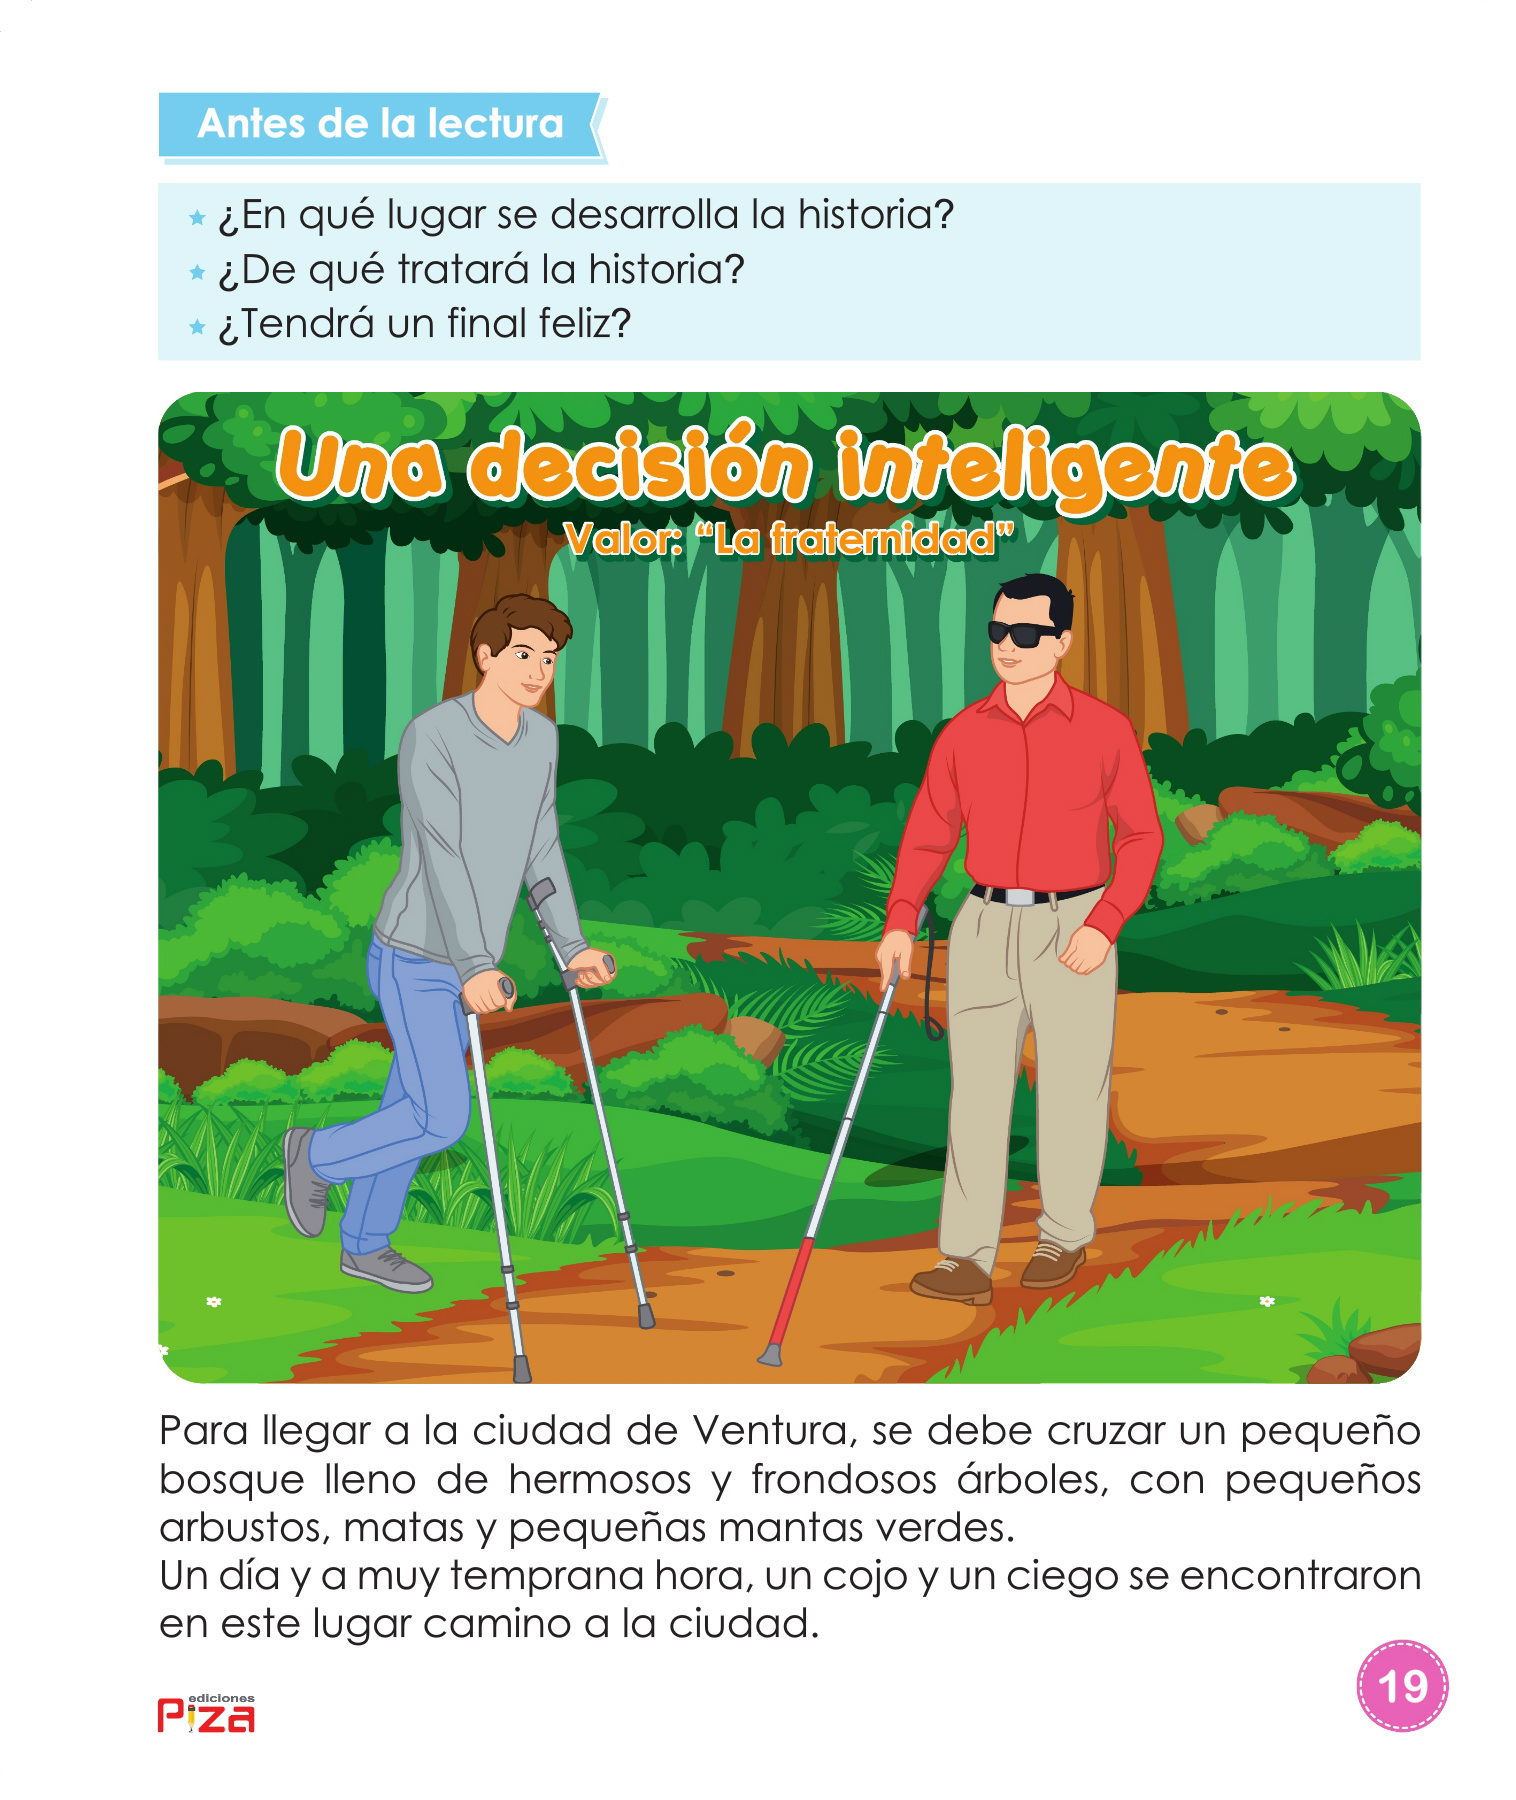 Antes de la lectura
¿En qué lugar se desarrolla la historia?
¿De qué tratará la historia?
¿Tendrá un final feliz?
Una decisión inteligente
Valor: “La fraternidad”
Para llegar a la ciudad de Ventura, se debe cruzar un pequeño
bosque lleno de hermosos y frondosos árboles, con pequeños
arbustos, matas y pequeñas mantas verdes.
Un día y a muy temprana hora, un cojo y un ciego se encontraron
en este lugar camino a la ciudad.
ediciones
Piza
19